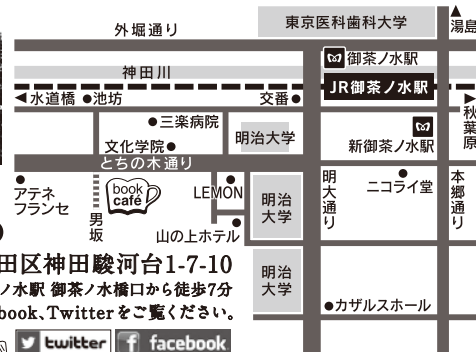 外堀通り
東京医科歯科大学
▲湯島
御茶ノ水駅
神田川
JR御茶ノ水駅
◀水道橋
池坊
交番
▶秋葉原
三楽病院
文化学院
明治大学
新御茶ノ水駅
とちの木通り
アテネ
フランセ
男坂
book
café
LEMON
山の上ホテル
明治
大学
明大通り
ニコライ堂
本郷通り
明治
大学
カザルスホール
田区神田駿河台1-7-10
ノ水駅 御茶ノ水橋口から徒歩7分
book、Twitterをご覧ください。
twitter
facebook